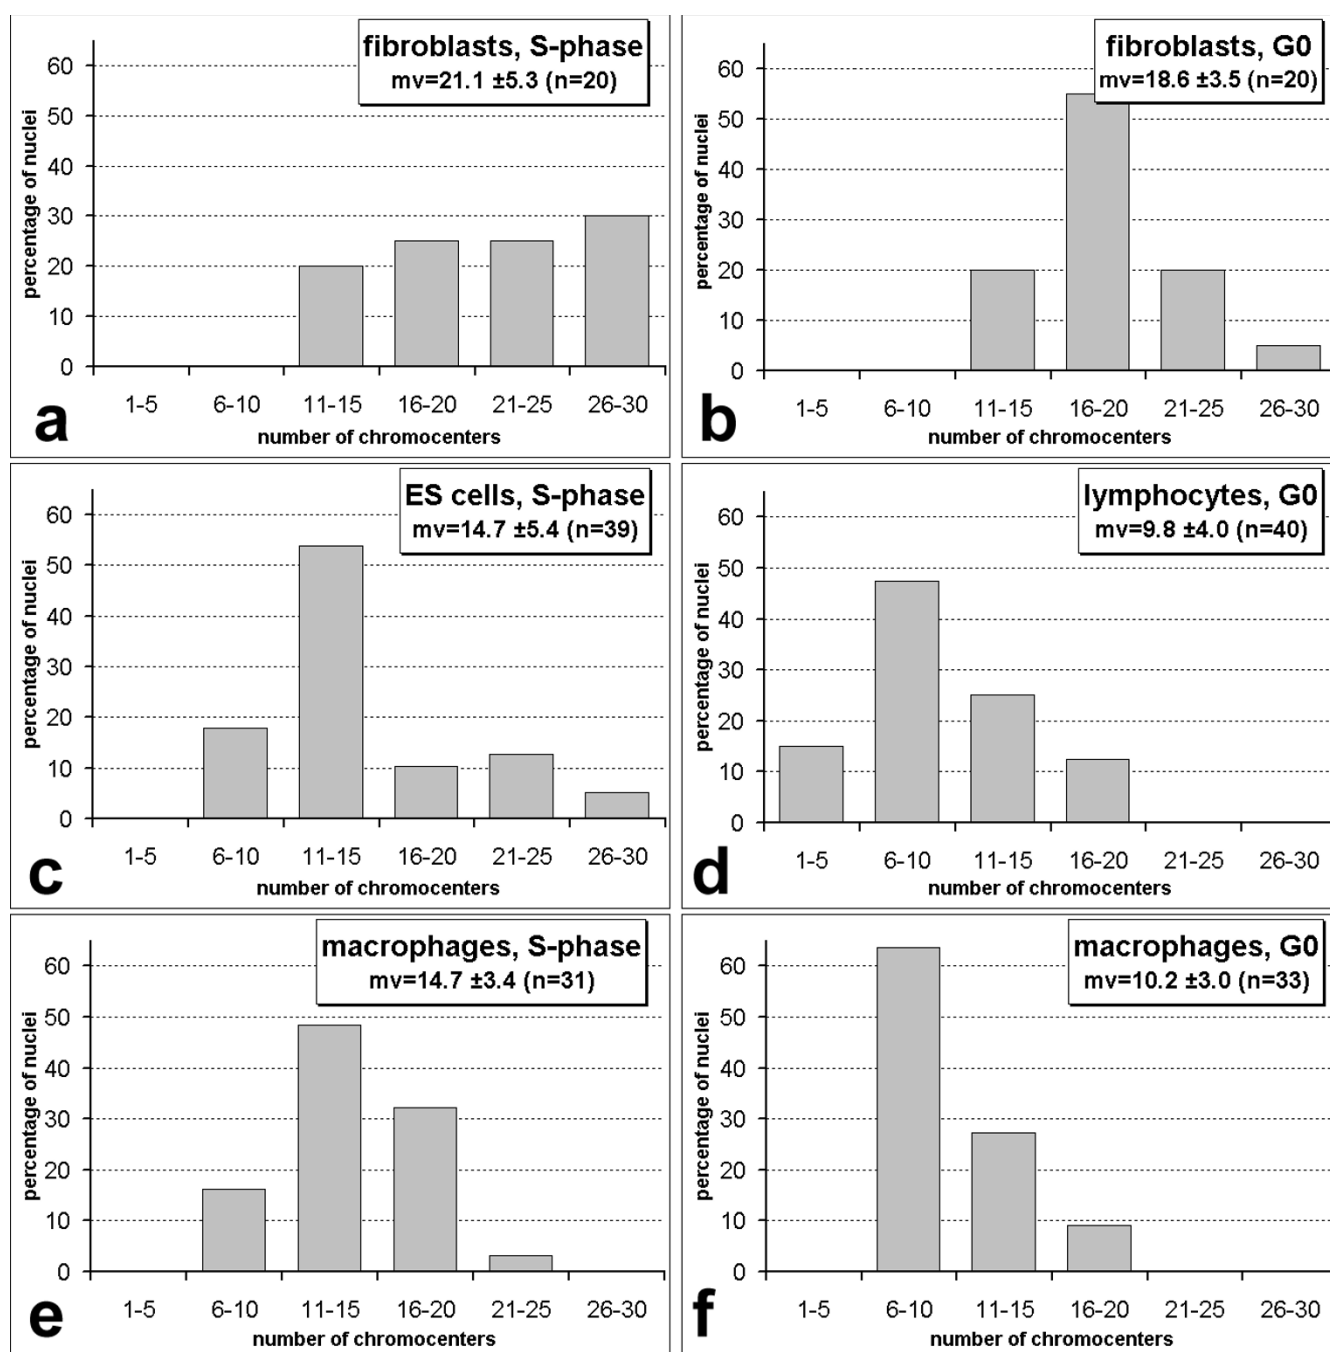 fibroblasts, S-phase
mv=21.1 ±5.3 (n=20)
percentage of nuclei
60
50
40
30
20
10
0
1-5 6-10 11-15 16-20 21-25 26-30
number of chromocenters
a
fibroblasts, G0
mv=18.6 ±3.5 (n=20)
percentage of nuclei
60
50
40
30
20
10
0
1-5 6-10 11-15 16-20 21-25 26-30
number of chromocenters
b
ES cells, S-phase
mv=14.7 ±5.4 (n=39)
percentage of nuclei
60
50
40
30
20
10
0
1-5 6-10 11-15 16-20 21-25 26-30
number of chromocenters
c
lymphocytes, G0
mv=9.8 ±4.0 (n=40)
percentage of nuclei
60
50
40
30
20
10
0
1-5 6-10 11-15 16-20 21-25 26-30
number of chromocenters
d
macrophages, S-phase
mv=14.7 ±3.4 (n=31)
percentage of nuclei
60
50
40
30
20
10
0
1-5 6-10 11-15 16-20 21-25 26-30
number of chromocenters
e
macrophages, G0
mv=10.2 ±3.0 (n=33)
percentage of nuclei
60
50
40
30
20
10
0
1-5 6-10 11-15 16-20 21-25 26-30
number of chromocenters
f